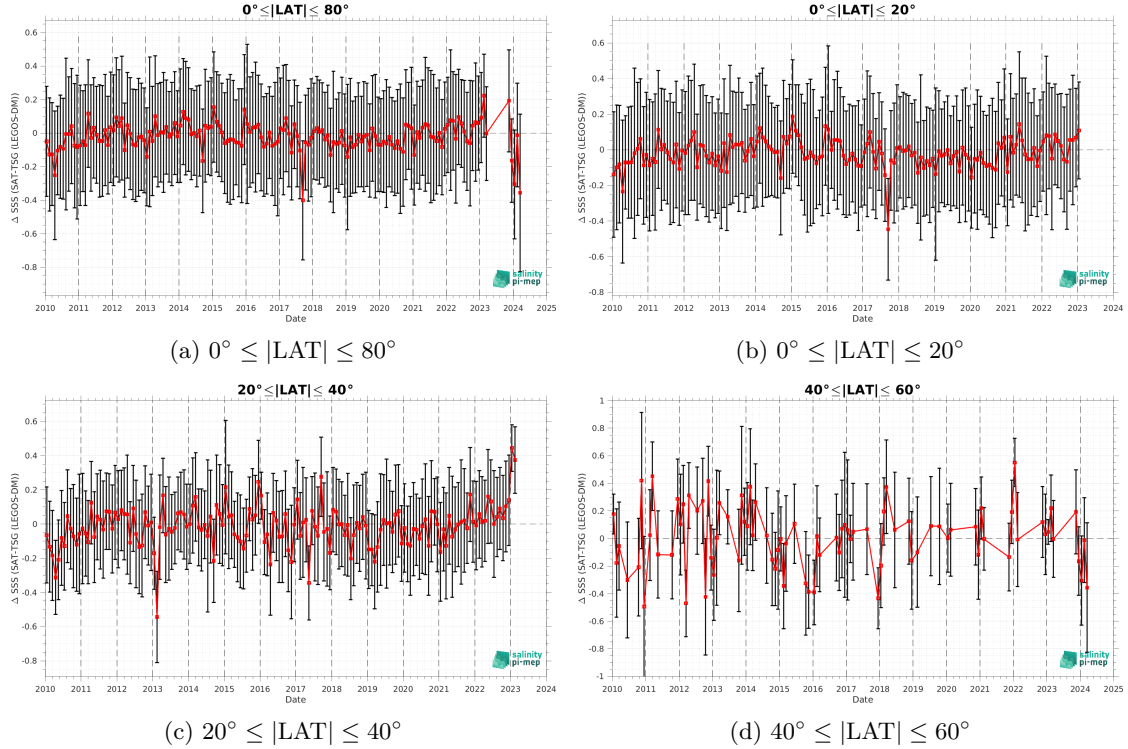 0°≤|LAT|≤ 80°
0.6
0.4
0.2
0
-0.2
-0.4
-0.6
-0.8
Δ SSS (SAT-TSG (LEGOS-DM))
2010 2011 2012 2013 2014 2015 2016 2017 2018 2019 2020 2021 2022 2023 2024 2025
Date
salinity
pi-mep
(a) 0° ≤ |LAT| ≤ 80°
0°≤|LAT|≤ 20°
0.6
0.4
0.2
0
-0.2
-0.4
-0.6
-0.8
Δ SSS (SAT-TSG (LEGOS-DM))
2010 2011 2012 2013 2014 2015 2016 2017 2018 2019 2020 2021 2022 2023 2024
Date
salinity
pi-mep
(b) 0° ≤ |LAT| ≤ 20°
20°≤|LAT|≤ 40°
0.6
0.4
0.2
0
-0.2
-0.4
-0.6
-0.8
Δ SSS (SAT-TSG (LEGOS-DM))
2010 2011 2012 2013 2014 2015 2016 2017 2018 2019 2020 2021 2022 2023 2024
Date
salinity
pi-mep
(c) 20° ≤ |LAT| ≤ 40°
40°≤|LAT|≤ 60°
1
0.8
0.6
0.4
0.2
0
-0.2
-0.4
-0.6
-0.8
-1
Δ SSS (SAT-TSG (LEGOS-DM))
2010 2011 2012 2013 2014 2015 2016 2017 2018 2019 2020 2021 2022 2023 2024 2025
Date
salinity
pi-mep
(d) 40° ≤ |LAT| ≤ 60°